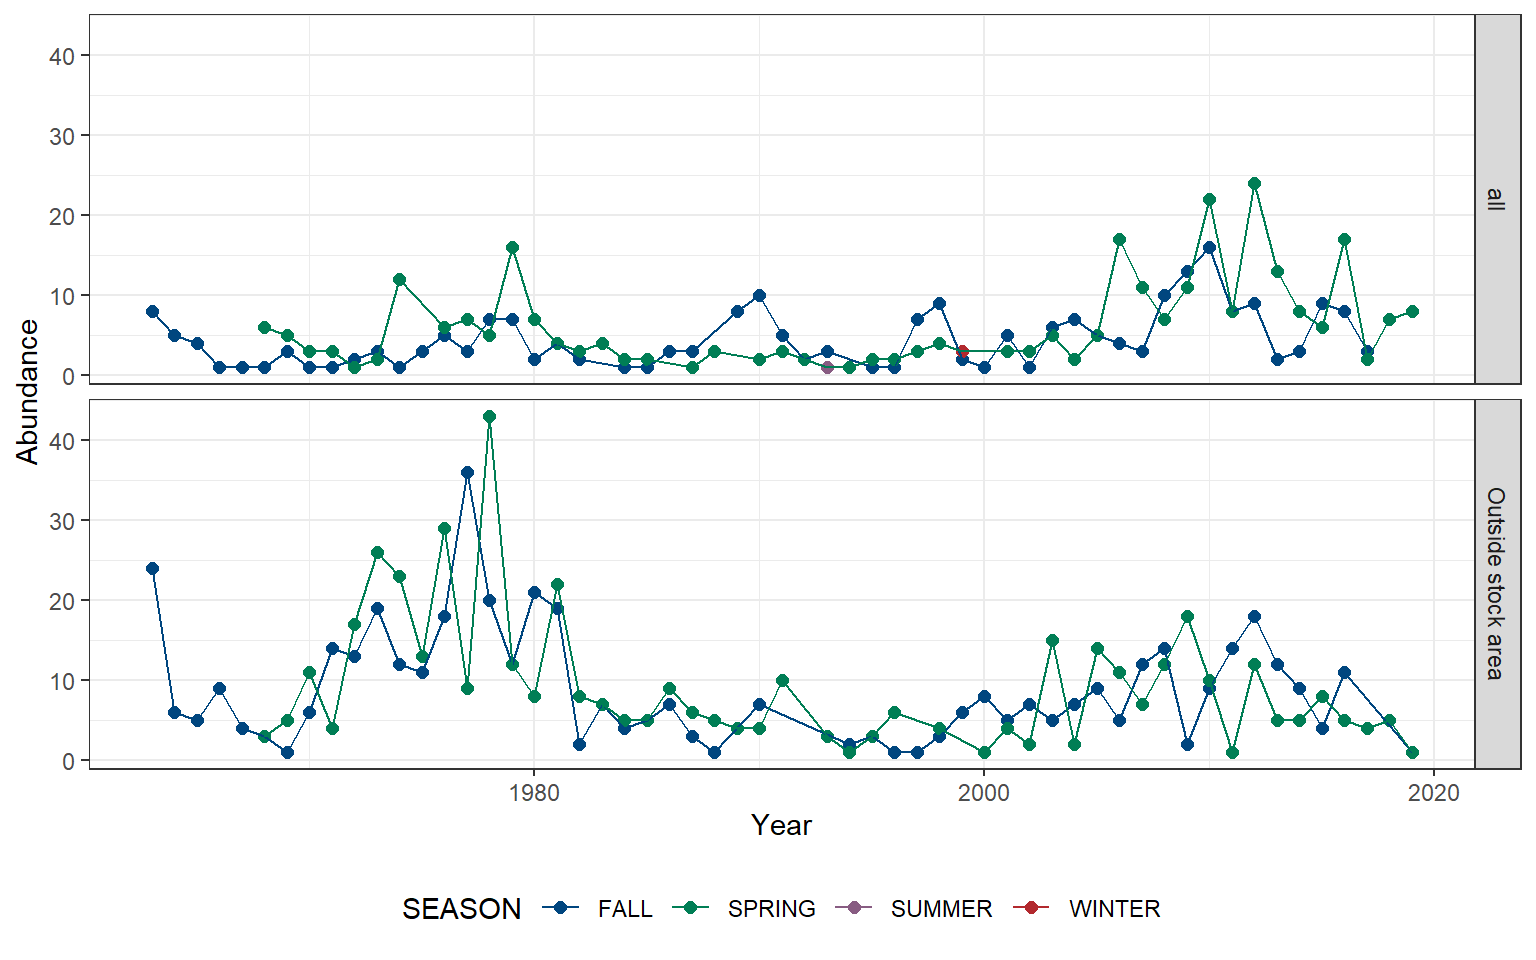 40
30
20
10
0
all
Abundance
40
30
20
10
0
Outside stock area
1980 2000 2020
Year
SEASON FALL SPRING SUMMER WINTER